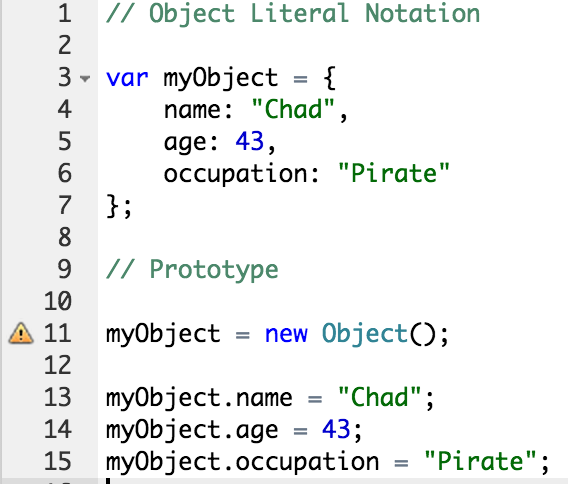 1 // Object Literal Notation
2
3 var myObject = {
4     name: "Chad",
5     age: 43,
6     occupation: "Pirate"
7 };
8
9 // Prototype
10
11 myObject = new Object();
12
13 myObject.name = "Chad";
14 myObject.age = 43;
15 myObject.occupation = "Pirate";